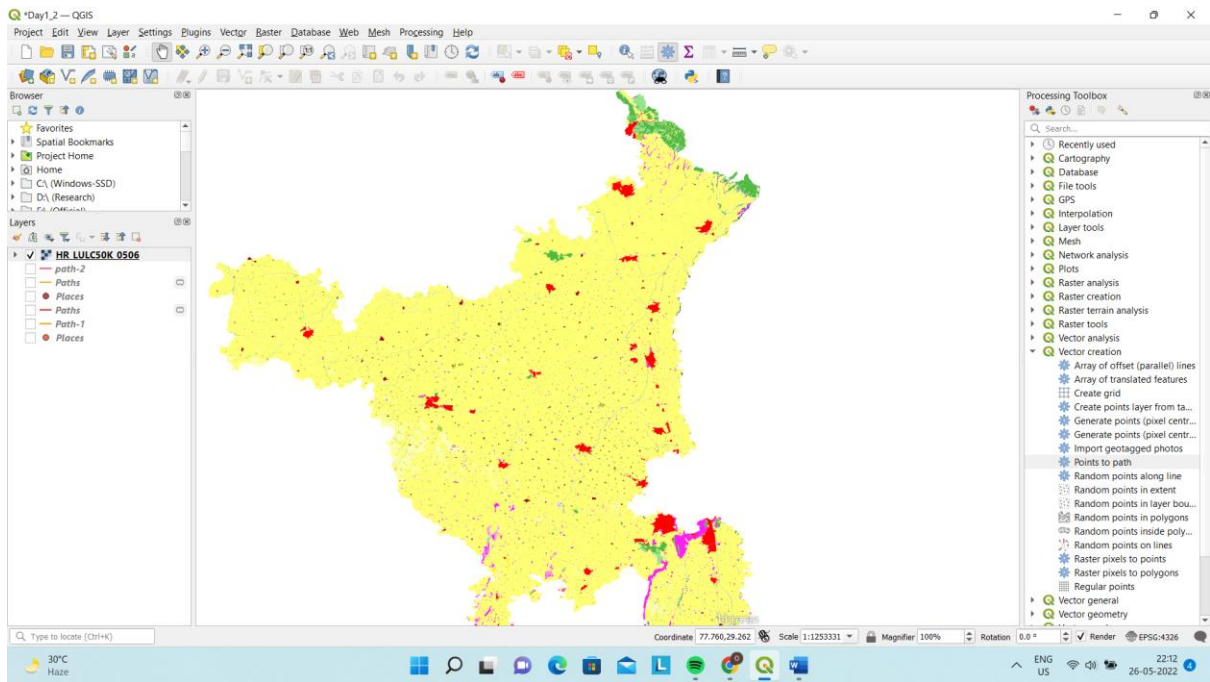 *Day1_2 — QGIS
Project Edit View Layer Settings Plugins Vector Raster Database Web Mesh Processing Help
Browser
Favorites
Spatial Bookmarks
Project Home
Home
C:\ (Windows-SSD)
D:\ (Research)
Layers
HR_LULC50K_0506
path-2
Paths
Places
Paths
Path-1
Places
Processing Toolbox
Search...
Recently used
Cartography
Database
File tools
GPS
Interpolation
Layer tools
Mesh
Network analysis
Plots
Raster analysis
Raster creation
Raster terrain analysis
Raster tools
Vector analysis
Vector creation
Array of offset (parallel) lines
Array of translated features
Create grid
Create points layer from ta...
Generate points (pixel centr...
Generate points (pixel centr...
Import geotagged photos
Points to path
Random points along line
Random points in extent
Random points in layer bou...
Random points in polygons
Random points inside poly...
Random points on lines
Raster pixels to points
Raster pixels to polygons
Regular points
Vector general
Vector geometry
Type to locate (Ctrl+K)
Coordinate 77.760,29.262 Scale 1:1253331 Magnifier 100% Rotation 0.0 ° Render EPSG:4326
30°C
Haze
ENG
US
22:12
26-05-2022
4